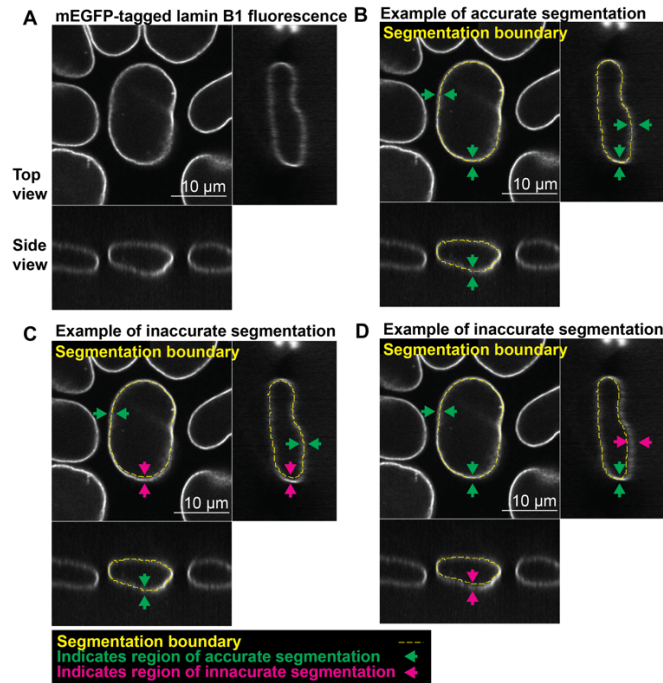 A mEGFP-tagged lamin B1 fluorescence
Top view
10 μm
Side view
B Example of accurate segmentation
Segmentation boundary
10 μm
C Example of inaccurate segmentation
Segmentation boundary
10 μm
D Example of inaccurate segmentation
Segmentation boundary
10 μm
Segmentation boundary
Indicates region of accurate segmentation
Indicates region of innacurate segmentation